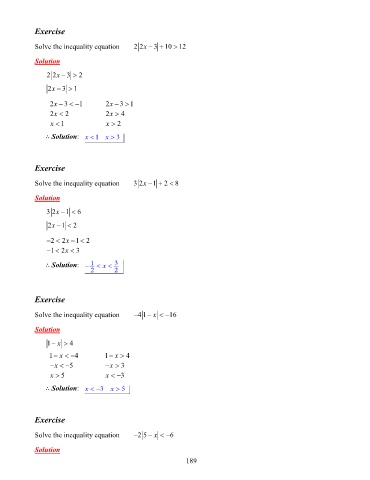 Exercise
Solve the inequality equation 2|2x − 3| + 10 > 12
Solution
2|2x − 3| > 2
|2x − 3| > 1
2x − 3 < −1 2x − 3 > 1
2x < 2 2x > 4
x < 1 x > 2
∴ Solution: x < 1 x > 3
Exercise
Solve the inequality equation 3|2x − 1| + 2 < 8
Solution
3|2x − 1| < 6
|2x − 1| < 2
−2 < 2x − 1 < 2
−1 < 2x < 3
∴ Solution: −1/2 < x < 3/2
Exercise
Solve the inequality equation −4|1 − x| < −16
Solution
|1 − x| > 4
1 − x < −4 1 − x > 4
−x < −5 −x > 3
x > 5 x < −3
∴ Solution: x < −3 x > 5
Exercise
Solve the inequality equation −2|5 − x| < −6
Solution
189